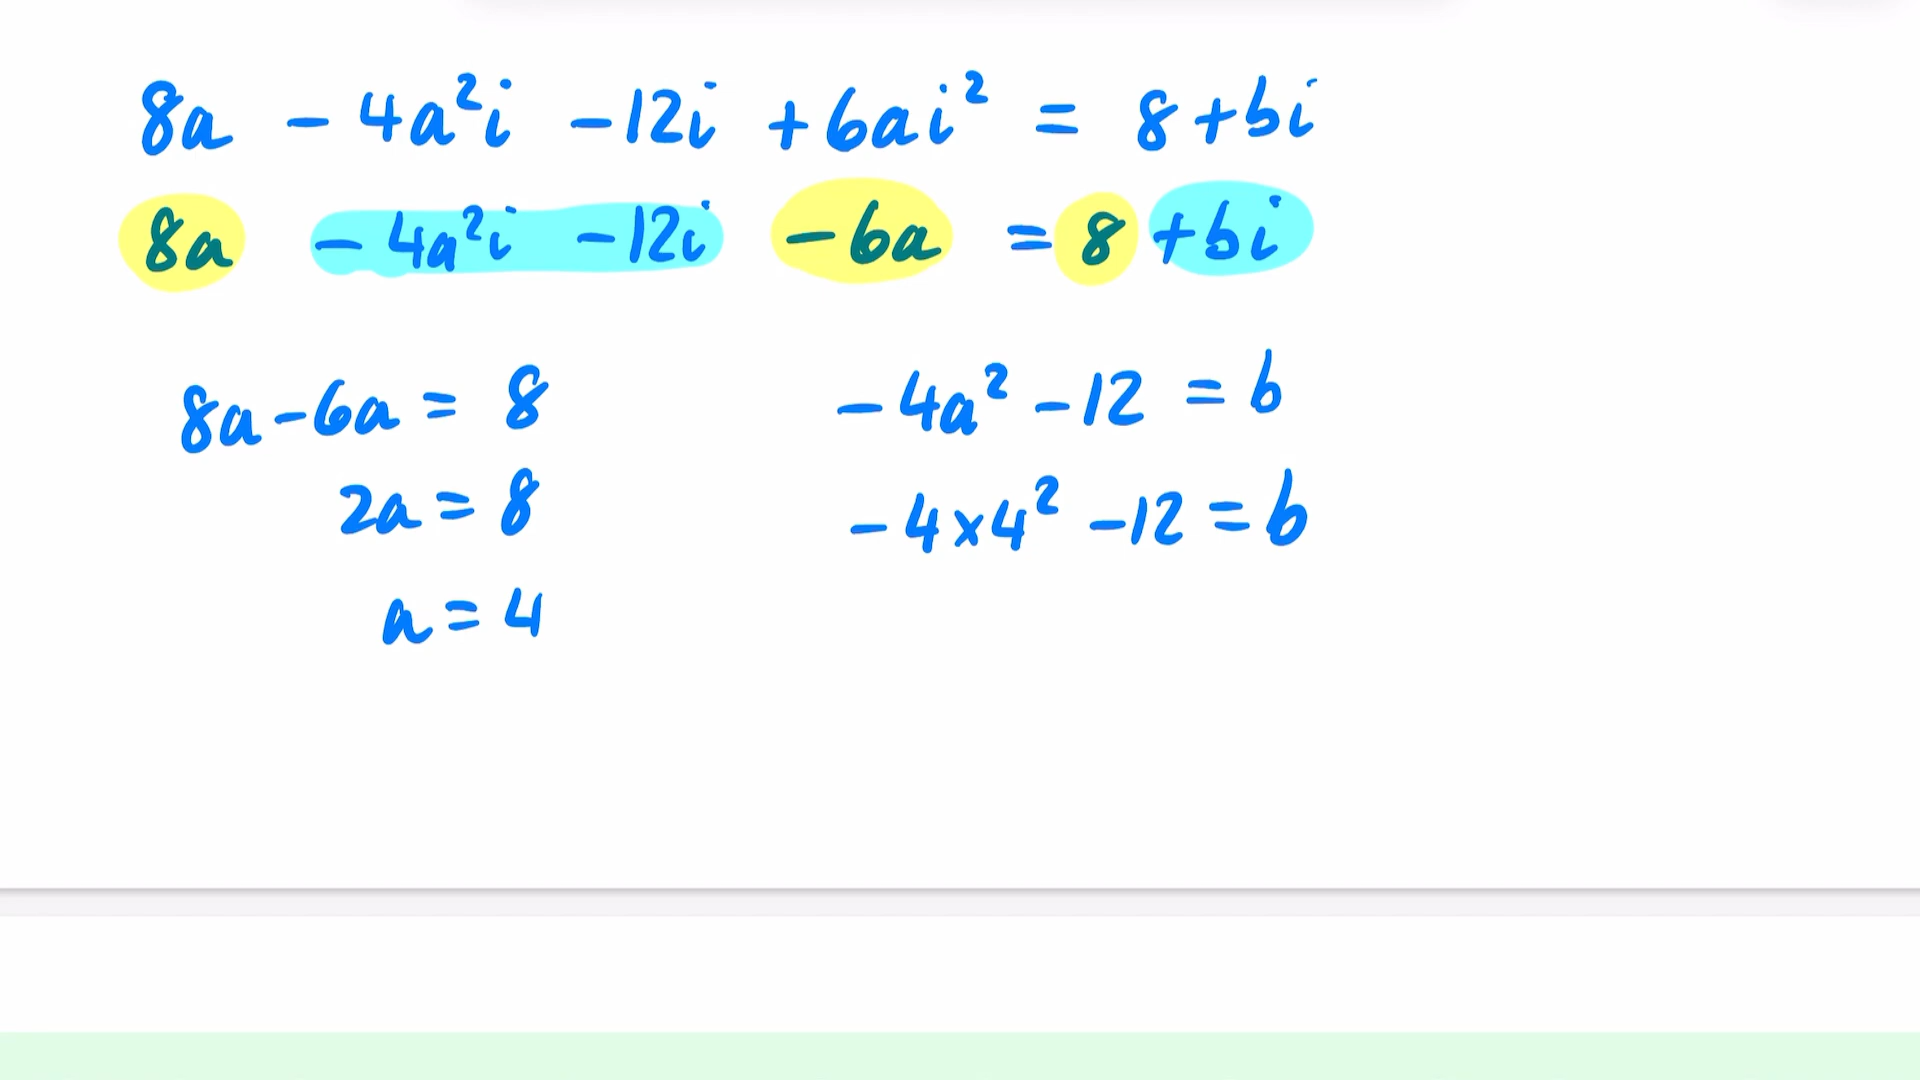 8a - 4a²i - 12i + 6ai² = 8 + bi
8a - 4a²i - 12i - 6a = 8 + bi
8a - 6a = 8
2a = 8
a = 4
-4a² - 12 = b
-4×4² - 12 = b